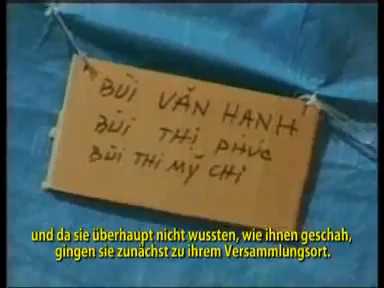 BÙI VĂN HẠNH
BÙI THỊ PHÚC
BÙI THỊ MỸ CHI
und da sie überhaupt nicht wussten, wie ihnen geschah,
gingen sie zunächst zu ihrem Versammlungsort.